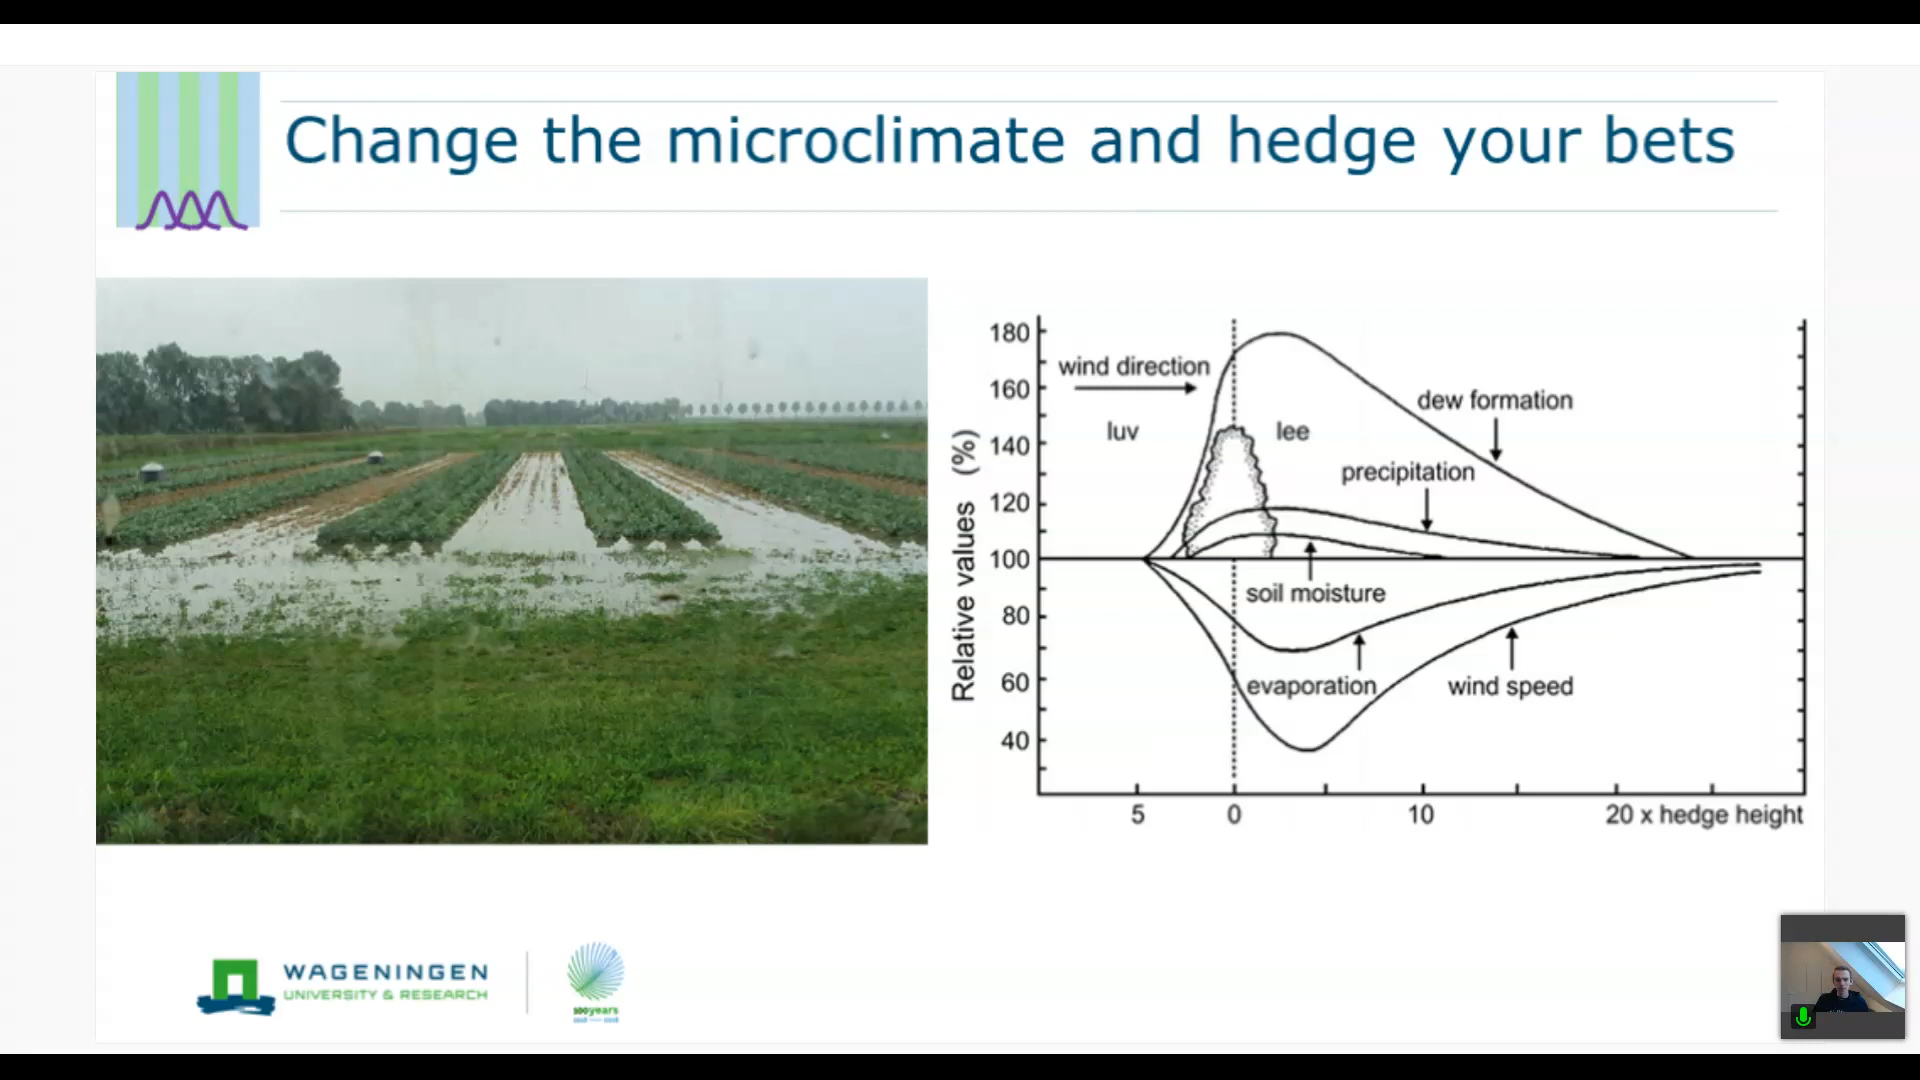 Change the microclimate and hedge your bets
180
160
140
120
100
80
60
40
Relative values (%)
wind direction
luv
lee
dew formation
precipitation
soil moisture
evaporation
wind speed
5 0 10 20 x hedge height
WAGENINGEN
UNIVERSITY & RESEARCH
100years